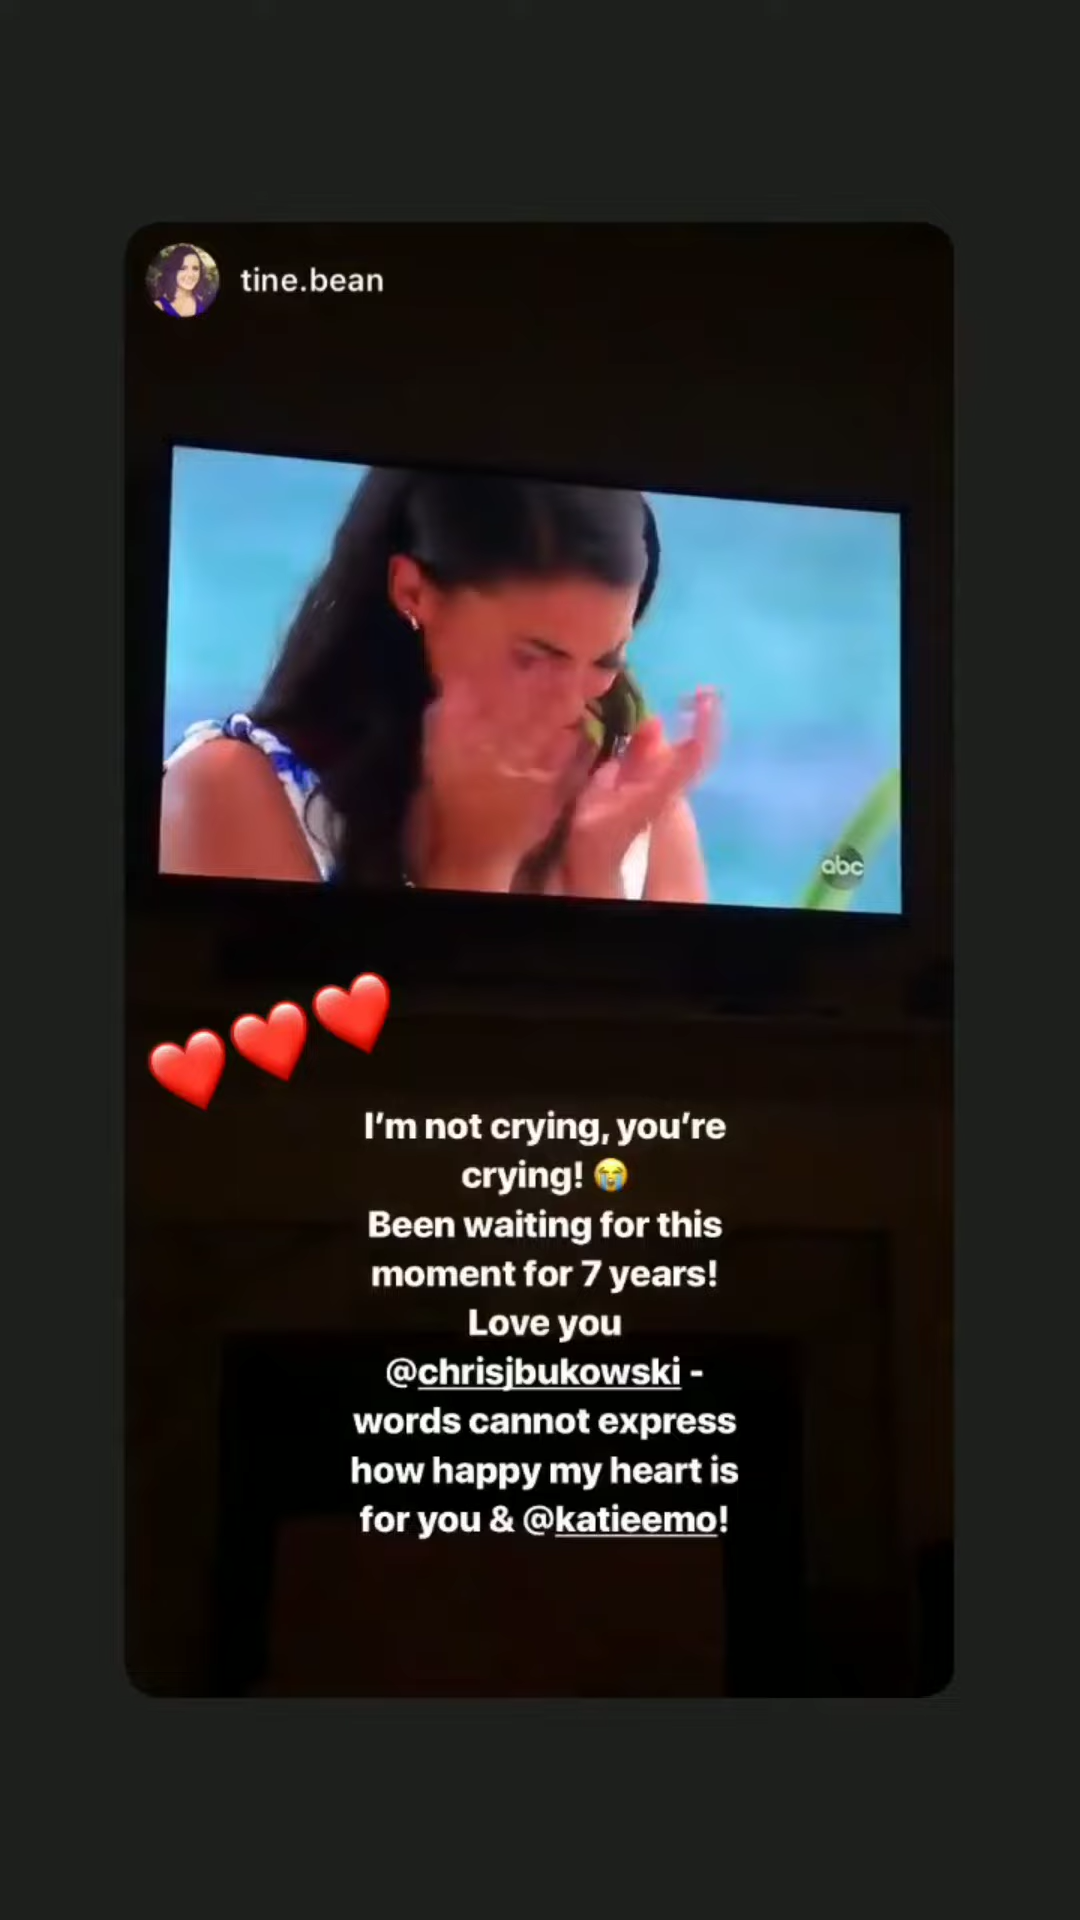 tine.bean
abc
I'm not crying, you're
crying! 😭
Been waiting for this
moment for 7 years!
Love you
@chrisjbukowski -
words cannot express
how happy my heart is
for you & @katieemo!